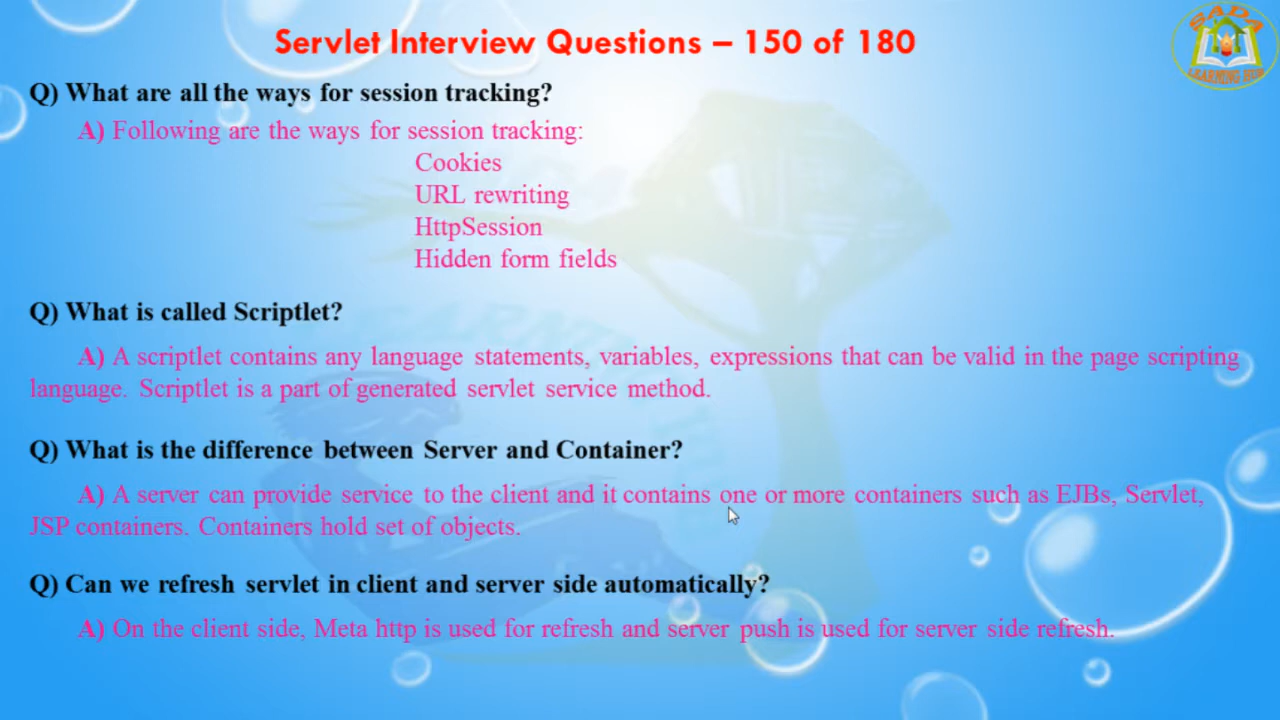 Servlet Interview Questions – 150 of 180
SADA
LEARNING HUB
Q) What are all the ways for session tracking?
A) Following are the ways for session tracking:
Cookies
URL rewriting
HttpSession
Hidden form fields
Q) What is called Scriptlet?
A) A scriptlet contains any language statements, variables, expressions that can be valid in the page scripting
language. Scriptlet is a part of generated servlet service method.
Q) What is the difference between Server and Container?
A) A server can provide service to the client and it contains one or more containers such as EJBs, Servlet,
JSP containers. Containers hold set of objects.
Q) Can we refresh servlet in client and server side automatically?
A) On the client side, Meta http is used for refresh and server push is used for server side refresh.